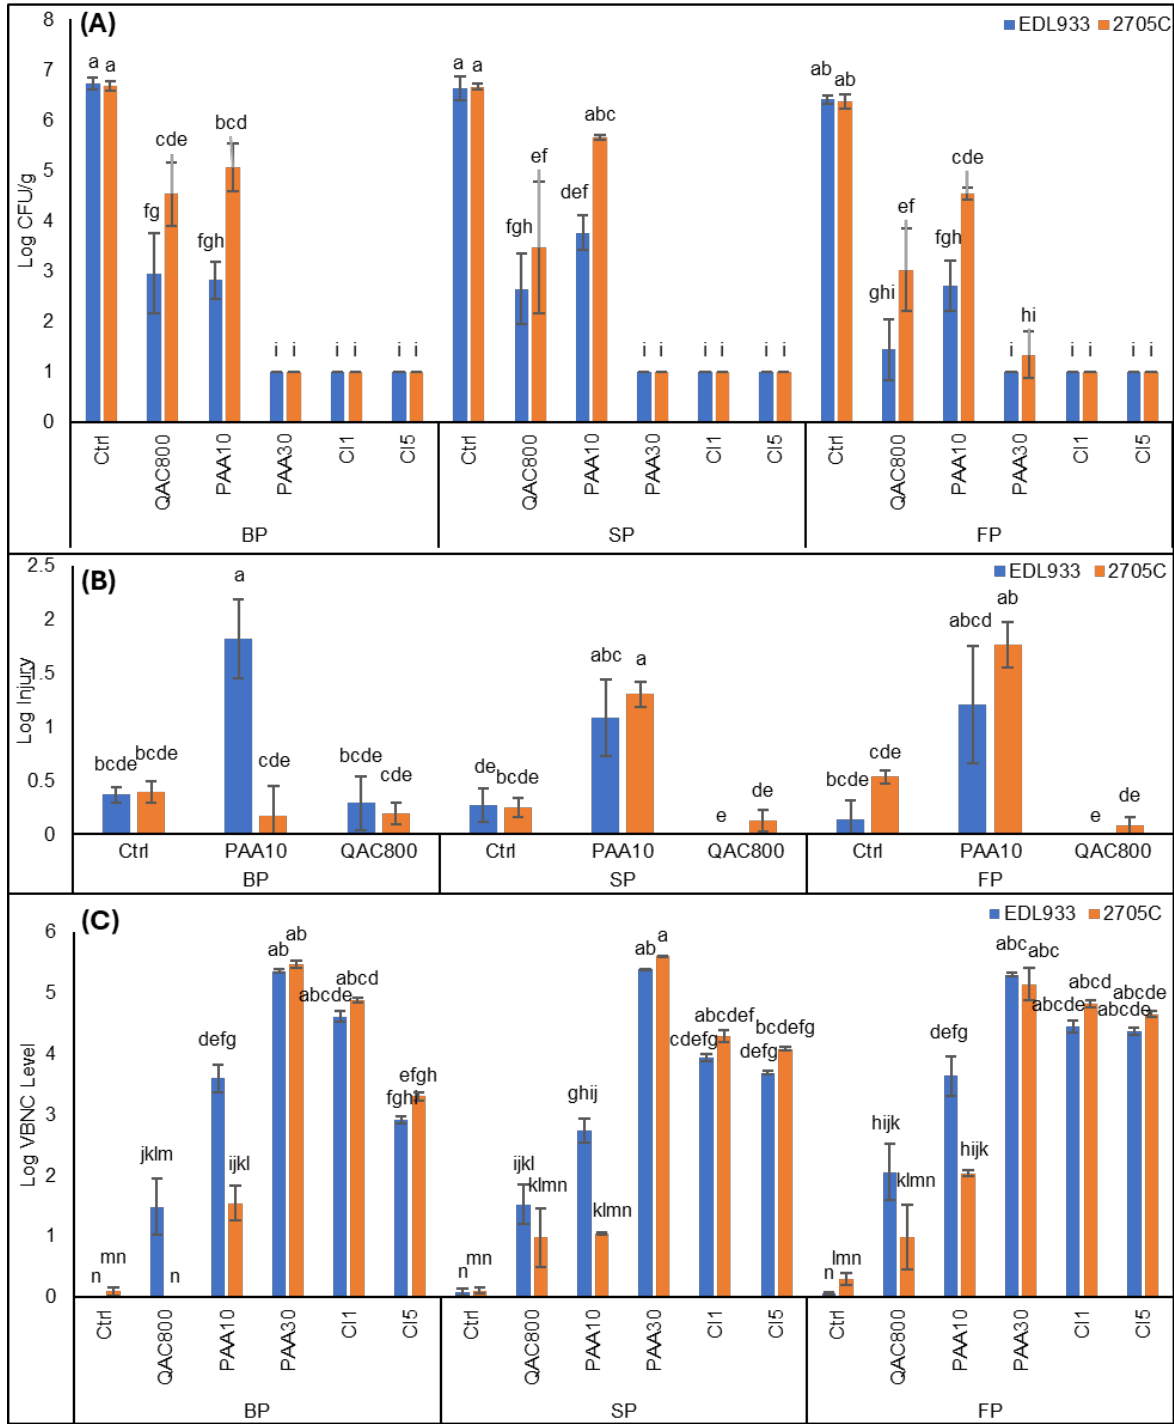 (A)
EDL933 2705C
Log CFU/g
8
7
6
5
4
3
2
1
0
a a cde bcd
fg fgh
i i i i i i
a a ef abc
fgh def
i i i i i i
ab ab ef cde
ghi fgh hi
i i i i i
Ctrl QAC800 PAA10 PAA30 Cl1 Cl5 Ctrl QAC800 PAA10 PAA30 Cl1 Cl5 Ctrl QAC800 PAA10 PAA30 Cl1 Cl5
BP SP FP
(B)
EDL933 2705C
Log Injury
2.5
2
1.5
1
0.5
0
bcde bcde a cde bcde cde
de bcde abc a e de
bcde cde abcd ab e de
Ctrl PAA10 QAC800 Ctrl PAA10 QAC800 Ctrl PAA10 QAC800
BP SP FP
(C)
EDL933 2705C
Log VBNC Level
6
5
4
3
2
1
0
n mn jklm n defg ijkl ab ab abcde abcd fghi efgh
n mn ijkl klmn ghij klmn ab a cdefg abcdef defg bcdefg
n lmn hijk klmn defg hijk abc abc abcde abcd abcde abcde
Ctrl QAC800 PAA10 PAA30 Cl1 Cl5 Ctrl QAC800 PAA10 PAA30 Cl1 Cl5 Ctrl QAC800 PAA10 PAA30 Cl1 Cl5
BP SP FP